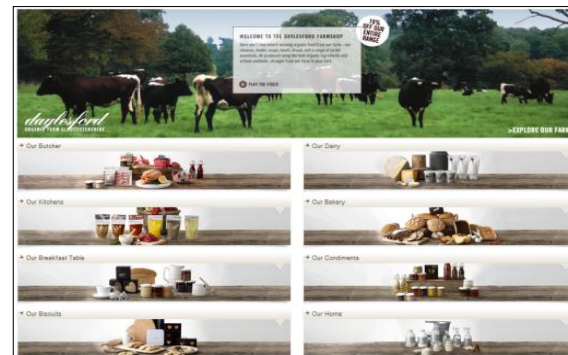 10%
OFF OUR
ENTIRE
RANGE
WELCOME TO THE DAYLESFORD FARMSHOP
PLAY THE VIDEO
daylesford
ORGANIC FARM GLOUCESTERSHIRE
>EXPLORE OUR FARM
Our Butcher
Our Dairy
Our Kitchens
Our Bakery
Our Breakfast Table
Our Condiments
Our Biscuits
Our Home